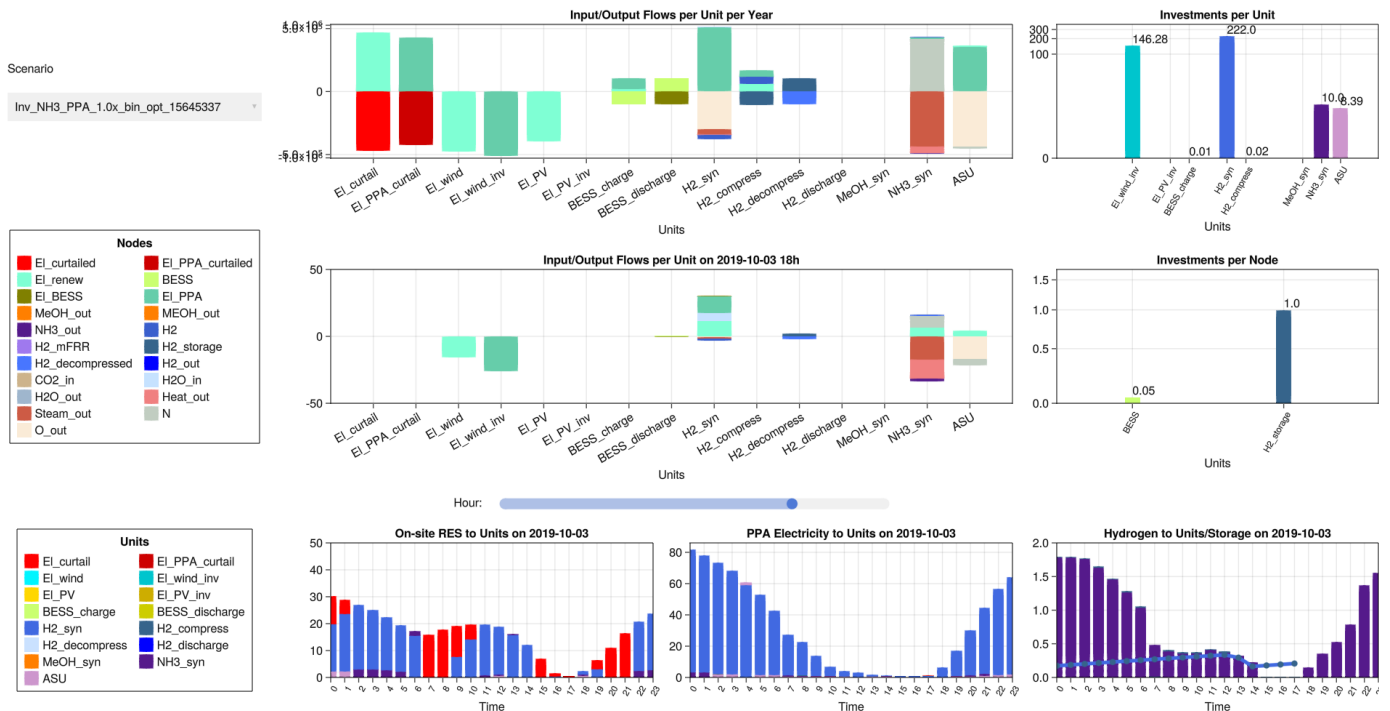 Scenario
Inv_NH3_PPA_1.0x_bin_opt_15645337
Nodes
El_curtailed El_PPA_curtailed
El_renew BESS
El_BESS El_PPA
MeOH_out MEOH_out
NH3_out H2
H2_mFRR H2_storage
H2_decompressed H2_out
CO2_in H2O_in
H2O_out Heat_out
Steam_out N
O_out
Units
El_curtail El_PPA_curtail
El_wind El_wind_inv
El_PV El_PV_inv
BESS_charge BESS_discharge
H2_syn H2_compress
H2_decompress H2_discharge
MeOH_syn NH3_syn
ASU
Input/Output Flows per Unit per Year
0
El_curtail El_PPA_curtail El_wind El_wind_inv El_PV El_PV_inv BESS_charge BESS_discharge H2_syn H2_compress H2_decompress H2_discharge MeOH_syn NH3_syn ASU
Units
Investments per Unit
300
200
100
0
146.28 0.01 222.0 0.02 10.0 8.39
El_wind_inv El_PV_inv BESS_charge H2_syn H2_compress MeOH_syn NH3_syn ASU
Units
Input/Output Flows per Unit on 2019-10-03 18h
50
0
-50
El_curtail El_PPA_curtail El_wind El_wind_inv El_PV El_PV_inv BESS_charge BESS_discharge H2_syn H2_compress H2_decompress H2_discharge MeOH_syn NH3_syn ASU
Units
Investments per Node
1.5
1.0
0.5
0.0
0.05 1.0
BESS H2_storage
Units
Hour:
On-site RES to Units on 2019-10-03
50
40
30
20
10
0
0 1 2 3 4 5 6 7 8 9 10 11 12 13 14 15 16 17 18 19 20 21 22 23
Time
PPA Electricity to Units on 2019-10-03
80
60
40
20
0
0 1 2 3 4 5 6 7 8 9 10 11 12 13 14 15 16 17 18 19 20 21 22 23
Time
Hydrogen to Units/Storage on 2019-10-03
2.0
1.5
1.0
0.5
0.0
0 1 2 3 4 5 6 7 8 9 10 11 12 13 14 15 16 17 18 19 20 21 22
Time